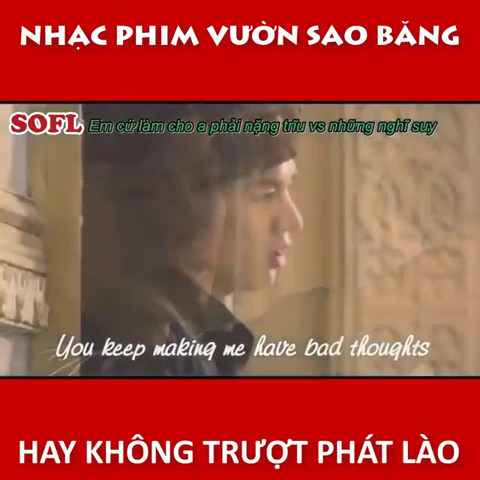 NHẠC PHIM VƯỜN SAO BĂNG
SOFL Em cứ làm cho a phải nặng trĩu vs những nghĩ suy
You keep making me have bad thoughts
HAY KHÔNG TRƯỢT PHÁT LÀO